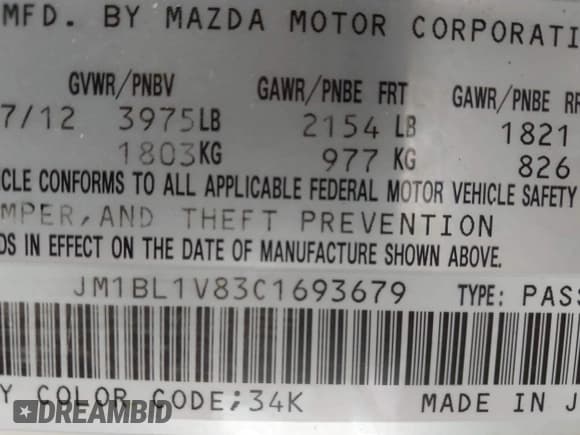 MFD. BY MAZDA MOTOR CORPORATI
GVWR/PNBV GAWR/PNBE FRT GAWR/PNBE RR
7/12 3975LB 2154 LB 1821
1803KG 977 KG 826
CLE CONFORMS TO ALL APPLICABLE FEDERAL MOTOR VEHICLE SAFETY
MPER, AND THEFT PREVENTION
DS IN EFFECT ON THE DATE OF MANUFACTURE SHOWN ABOVE.
JM1BL1V83C1693679 TYPE: PASS
Y COLOR CODE;34K MADE IN J
DREAMBID